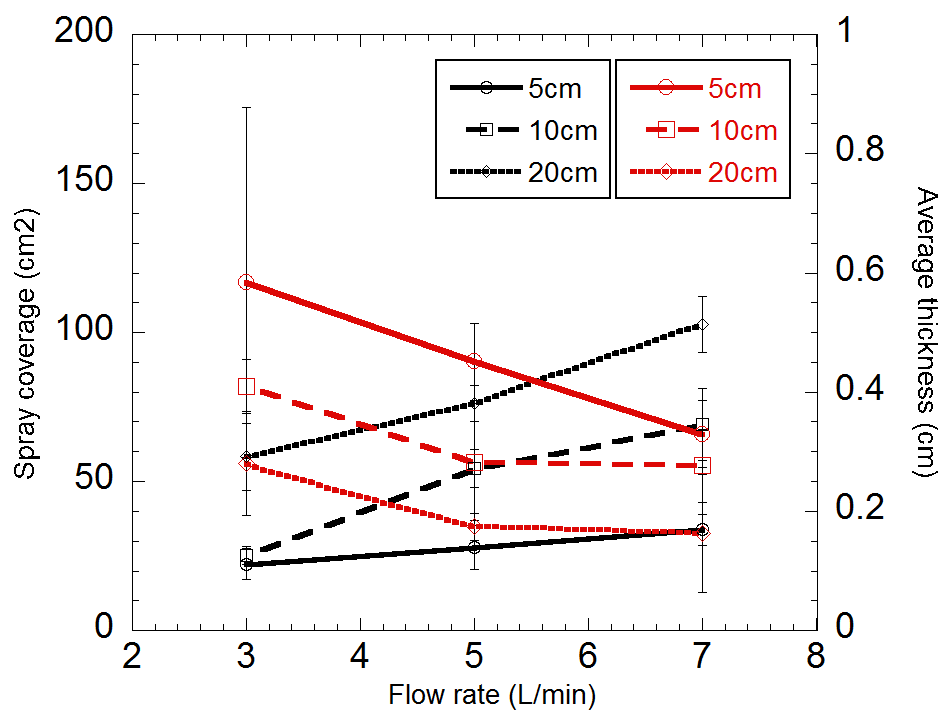 200
150
100
50
0
Spray coverage (cm2)
5cm
10cm
20cm
5cm
10cm
20cm
1
0.8
0.6
0.4
0.2
0
Average thickness (cm)
2 3 4 5 6 7 8
Flow rate (L/min)